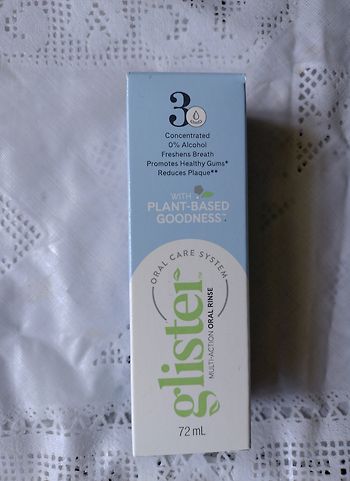 3
Concentrated
0% Alcohol
Freshens Breath
Promotes Healthy Gums*
Reduces Plaque**
WITH
PLANT-BASED
GOODNESS
ORAL CARE SYSTEM
glister™
MULTI-ACTION ORAL RINSE
72 mL